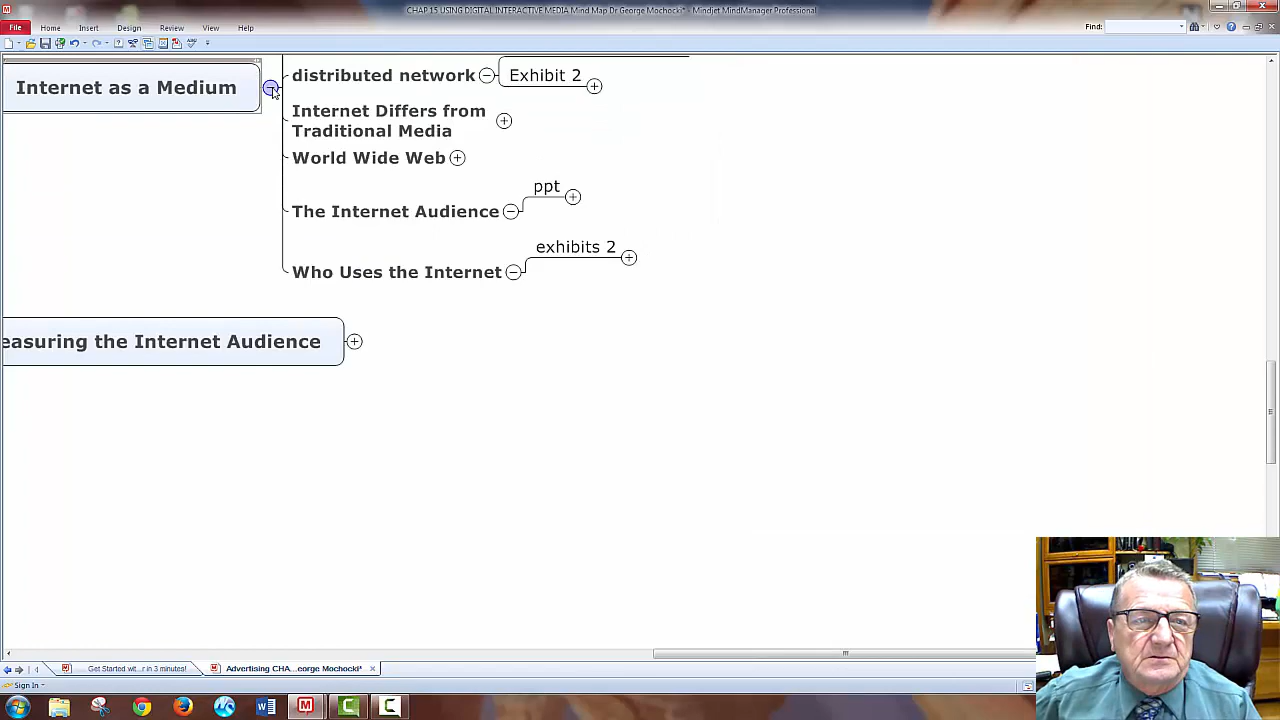 CHAP 15 USING DIGITAL INTERACTIVE MEDIA Mind Map Dr George Mochocki* - Mindjet MindManager Professional
File Home Insert Design Review View Help
Find:
Internet as a Medium
distributed network
Exhibit 2
Internet Differs from
Traditional Media
World Wide Web
ppt
The Internet Audience
exhibits 2
Who Uses the Internet
easuring the Internet Audience
Get Started wit...r in 3 minutes!
Advertising CHA...eorge Mochocki*
Sign In